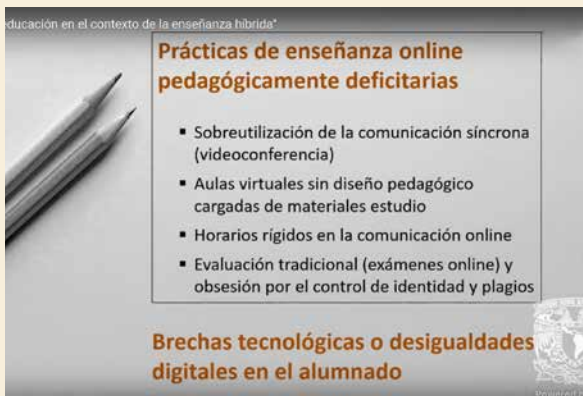 educación en el contexto de la enseñanza híbrida"
Prácticas de enseñanza online
pedagógicamente deficitarias
▪ Sobreutilización de la comunicación síncrona
(videoconferencia)
▪ Aulas virtuales sin diseño pedagógico
cargadas de materiales estudio
▪ Horarios rígidos en la comunicación online
▪ Evaluación tradicional (exámenes online) y
obsesión por el control de identidad y plagios
Brechas tecnológicas o desigualdades
digitales en el alumnado